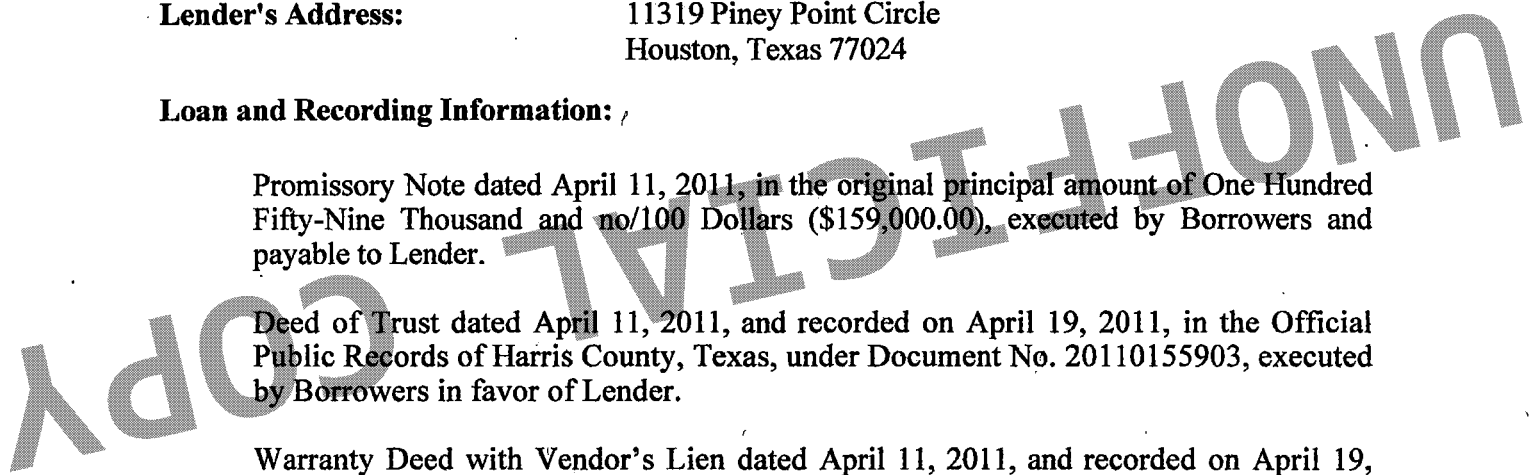 Lender's Address: 11319 Piney Point Circle
Houston, Texas 77024
Loan and Recording Information:
Promissory Note dated April 11, 2011, in the original principal amount of One Hundred
Fifty-Nine Thousand and no/100 Dollars ($159,000.00), executed by Borrowers and
payable to Lender.
Deed of Trust dated April 11, 2011, and recorded on April 19, 2011, in the Official
Public Records of Harris County, Texas, under Document No. 20110155903, executed
by Borrowers in favor of Lender.
Warranty Deed with Vendor's Lien dated April 11, 2011, and recorded on April 19,
UNOFFICIAL COPY